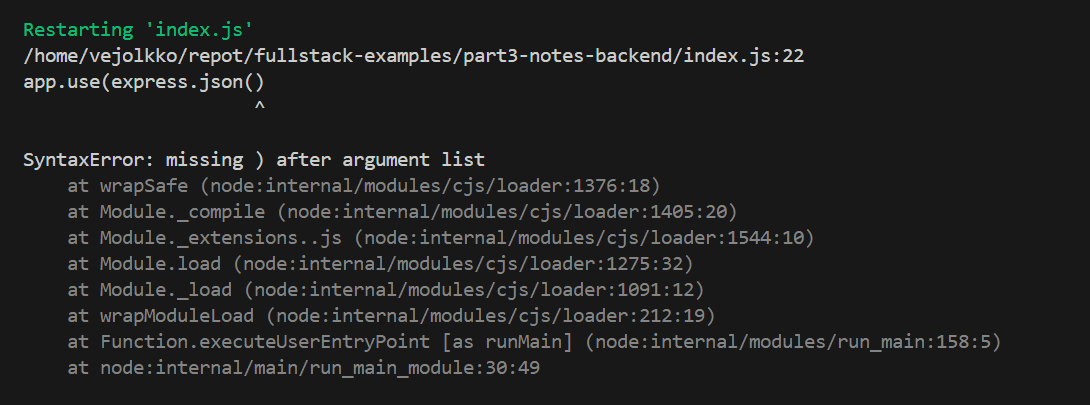 Restarting 'index.js'
/home/vejolkko/repot/fullstack-examples/part3-notes-backend/index.js:22
app.use(express.json()
                     ^
SyntaxError: missing ) after argument list
    at wrapSafe (node:internal/modules/cjs/loader:1376:18)
    at Module._compile (node:internal/modules/cjs/loader:1405:20)
    at Module._extensions..js (node:internal/modules/cjs/loader:1544:10)
    at Module.load (node:internal/modules/cjs/loader:1275:32)
    at Module._load (node:internal/modules/cjs/loader:1091:12)
    at wrapModuleLoad (node:internal/modules/cjs/loader:212:19)
    at Function.executeUserEntryPoint [as runMain] (node:internal/modules/run_main:158:5)
    at node:internal/main/run_main_module:30:49